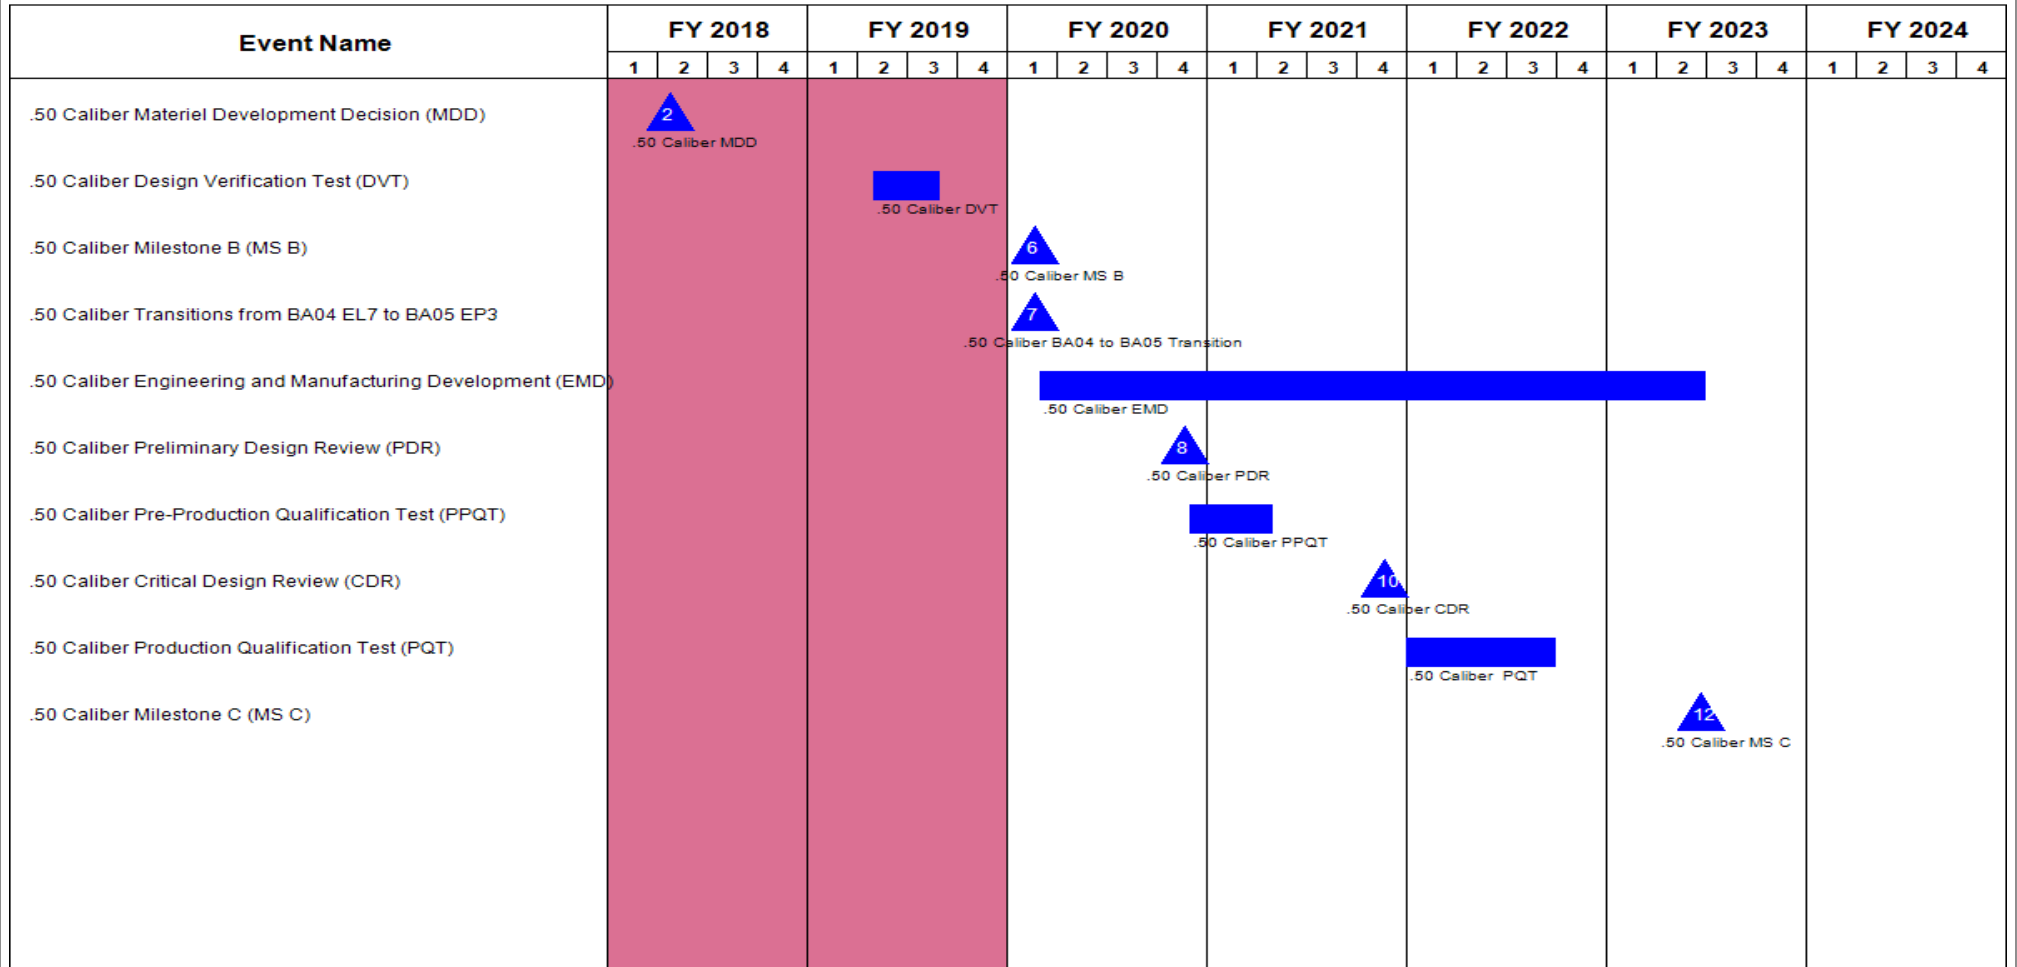 Event Name
FY 2018 FY 2019 FY 2020 FY 2021 FY 2022 FY 2023 FY 2024
1 2 3 4 1 2 3 4 1 2 3 4 1 2 3 4 1 2 3 4 1 2 3 4 1 2 3 4
.50 Caliber Materiel Development Decision (MDD)
2
.50 Caliber MDD
.50 Caliber Design Verification Test (DVT)
.50 Caliber DVT
.50 Caliber Milestone B (MS B)
6
.50 Caliber MS B
.50 Caliber Transitions from BA04 EL7 to BA05 EP3
7
.50 Caliber BA04 to BA05 Transition
.50 Caliber Engineering and Manufacturing Development (EMD)
.50 Caliber EMD
.50 Caliber Preliminary Design Review (PDR)
8
.50 Caliber PDR
.50 Caliber Pre-Production Qualification Test (PPQT)
.50 Caliber PPQT
.50 Caliber Critical Design Review (CDR)
10
.50 Caliber CDR
.50 Caliber Production Qualification Test (PQT)
.50 Caliber PQT
.50 Caliber Milestone C (MS C)
12
.50 Caliber MS C